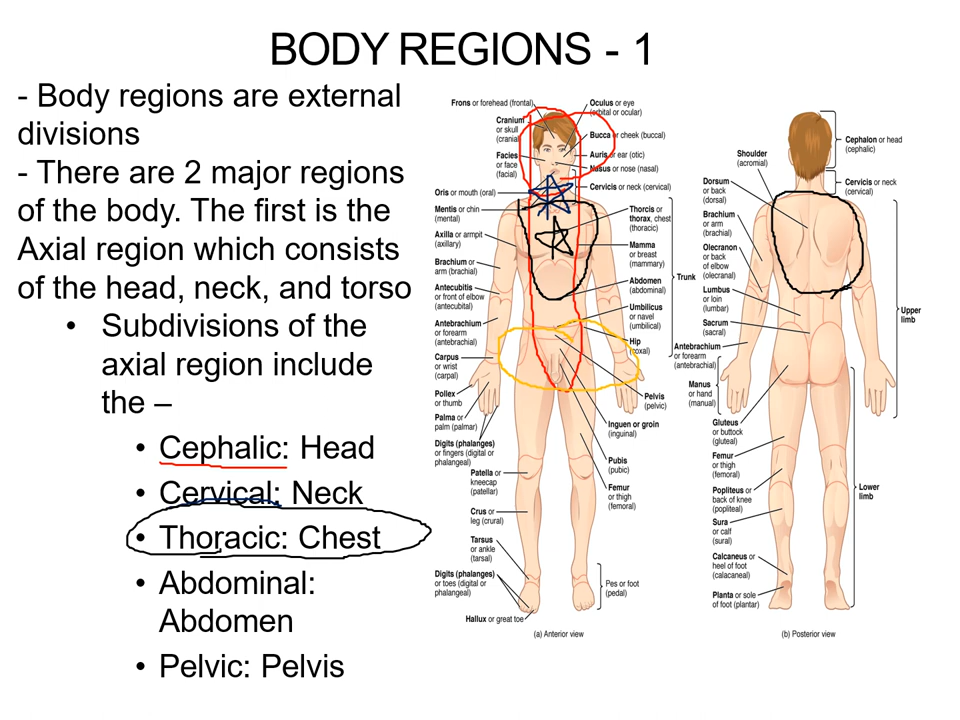 BODY REGIONS - 1
- Body regions are external
divisions
- There are 2 major regions
of the body. The first is the
Axial region which consists
of the head, neck, and torso
• Subdivisions of the
axial region include
the –
• Cephalic: Head
• Cervical: Neck
• Thoracic: Chest
• Abdominal:
Abdomen
• Pelvic: Pelvis
Frons or forehead (frontal)
Cranium
or skull
(cranial)
Facies
or face
(facial)
Oris or mouth (oral)
Mentis or chin
(mental)
Axilla or armpit
(axillary)
Brachium or
arm (brachial)
Antecubitis
or front of elbow
(antecubital)
Antebrachium
or forearm
(antebrachial)
Carpus
or wrist
(carpal)
Pollex
or thumb
Palma or
palm (palmar)
Digits (phalanges)
or fingers (digital or
phalangeal)
Patella or
kneecap
(patellar)
Crus or
leg (crural)
Tarsus
or ankle
(tarsal)
Digits (phalanges)
or toes (digital or
phalangeal)
Hallux or great toe
Oculus or eye
(orbital or ocular)
Bucca or cheek (buccal)
Auris or ear (otic)
Nasus or nose (nasal)
Cervicis or neck (cervical)
Thorcis or
thorax, chest
(thoracic)
Mamma
or breast
(mammary)
Abdomen
(abdominal)
Umbilicus
or navel
(umbilical)
Hip
(coxal)
Trunk
Pelvis
(pelvic)
Inguen or groin
(inguinal)
Pubis
(pubic)
Femur
or thigh
(femoral)
Pes or foot
(pedal)
(a) Anterior view
Cephalon or head
(cephalic)
Shoulder
(acromial)
Cervicis or neck
(cervical)
Dorsum
or back
(dorsal)
Brachium
or arm
(brachial)
Olecranon
or back
of elbow
(olecranal)
Lumbus
or loin
(lumbar)
Sacrum
(sacral)
Antebrachium
or forearm
(antebrachial)
Manus
or hand
(manual)
Gluteus
or buttock
(gluteal)
Femur
or thigh
(femoral)
Popliteus or
back of knee
(popliteal)
Sura
or calf
(sural)
Calcaneus or
heel of foot
(calacaneal)
Planta or sole
of foot (plantar)
Upper
limb
Lower
limb
(b) Posterior view